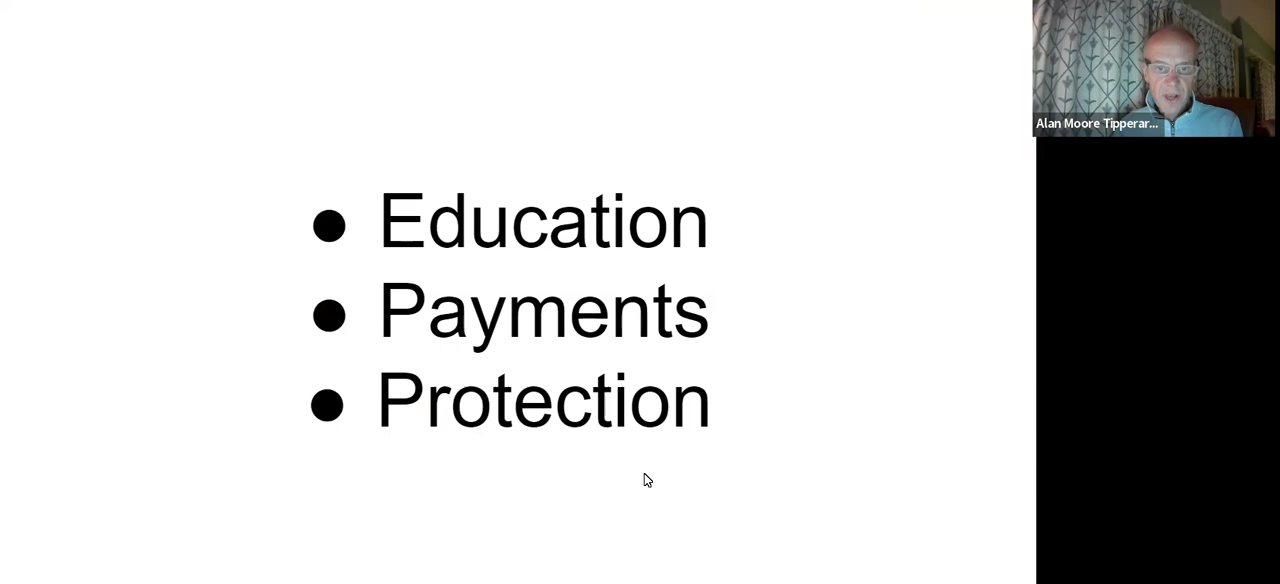 Alan Moore Tipperar...
● Education
● Payments
● Protection